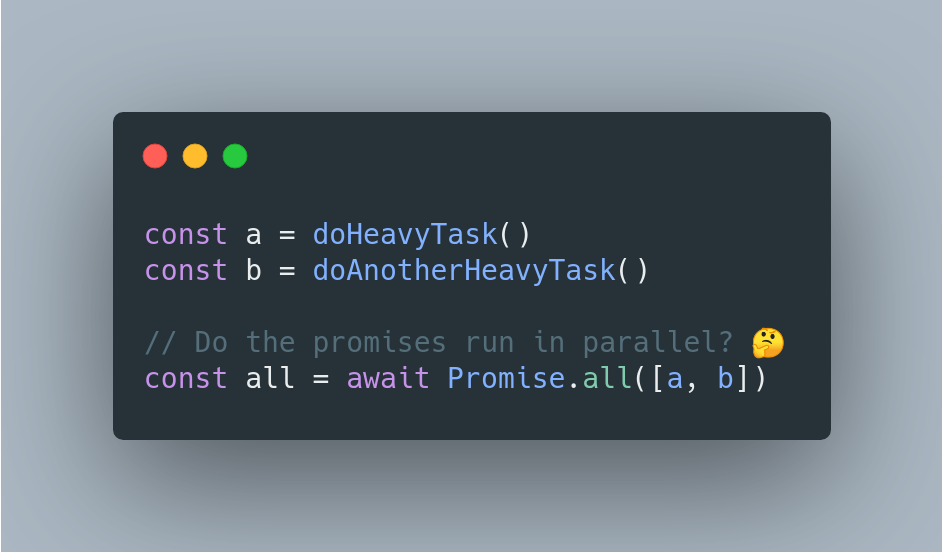 const a = doHeavyTask()
const b = doAnotherHeavyTask()
// Do the promises run in parallel? 🤔
const all = await Promise.all([a, b])